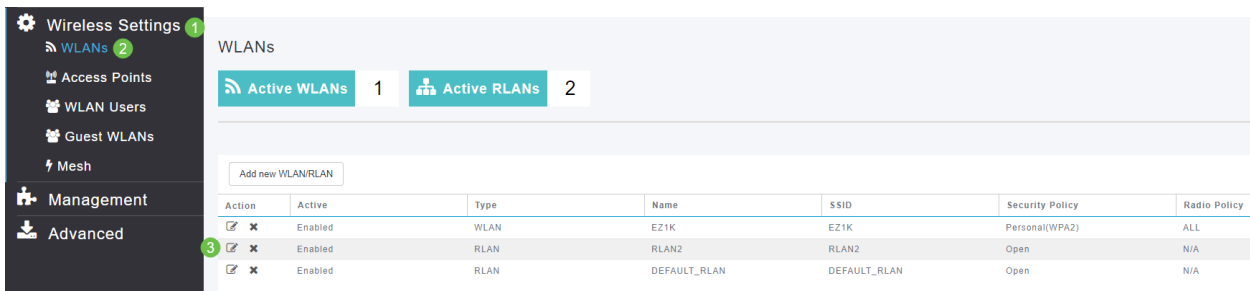 Wireless Settings 1
WLANs 2
Access Points
WLAN Users
Guest WLANs
Mesh
Management
Advanced
WLANs
Active WLANs 1 Active RLANs 2
Add new WLAN/RLAN
Action Active Type Name SSID Security Policy Radio Policy
Enabled WLAN EZ1K EZ1K Personal(WPA2) ALL
3 Enabled RLAN RLAN2 RLAN2 Open N/A
Enabled RLAN DEFAULT_RLAN DEFAULT_RLAN Open N/A